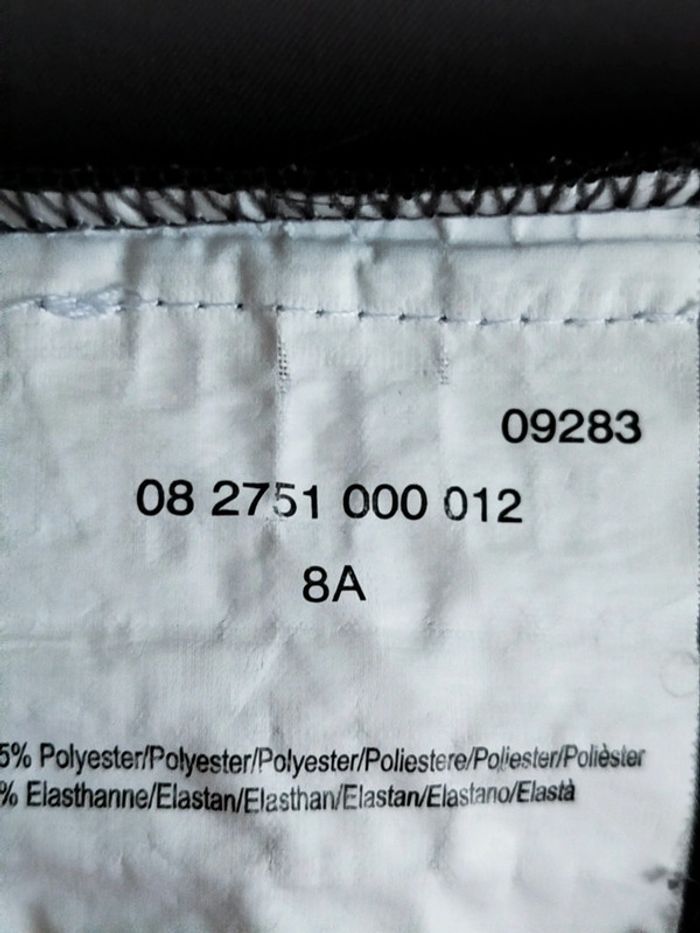 09283
08 2751 000 012
8A
5% Polyester/Polyester/Polyester/Poliestere/Poliester/Polièster
% Elasthanne/Elastan/Elasthan/Elastan/Elastano/Elastà